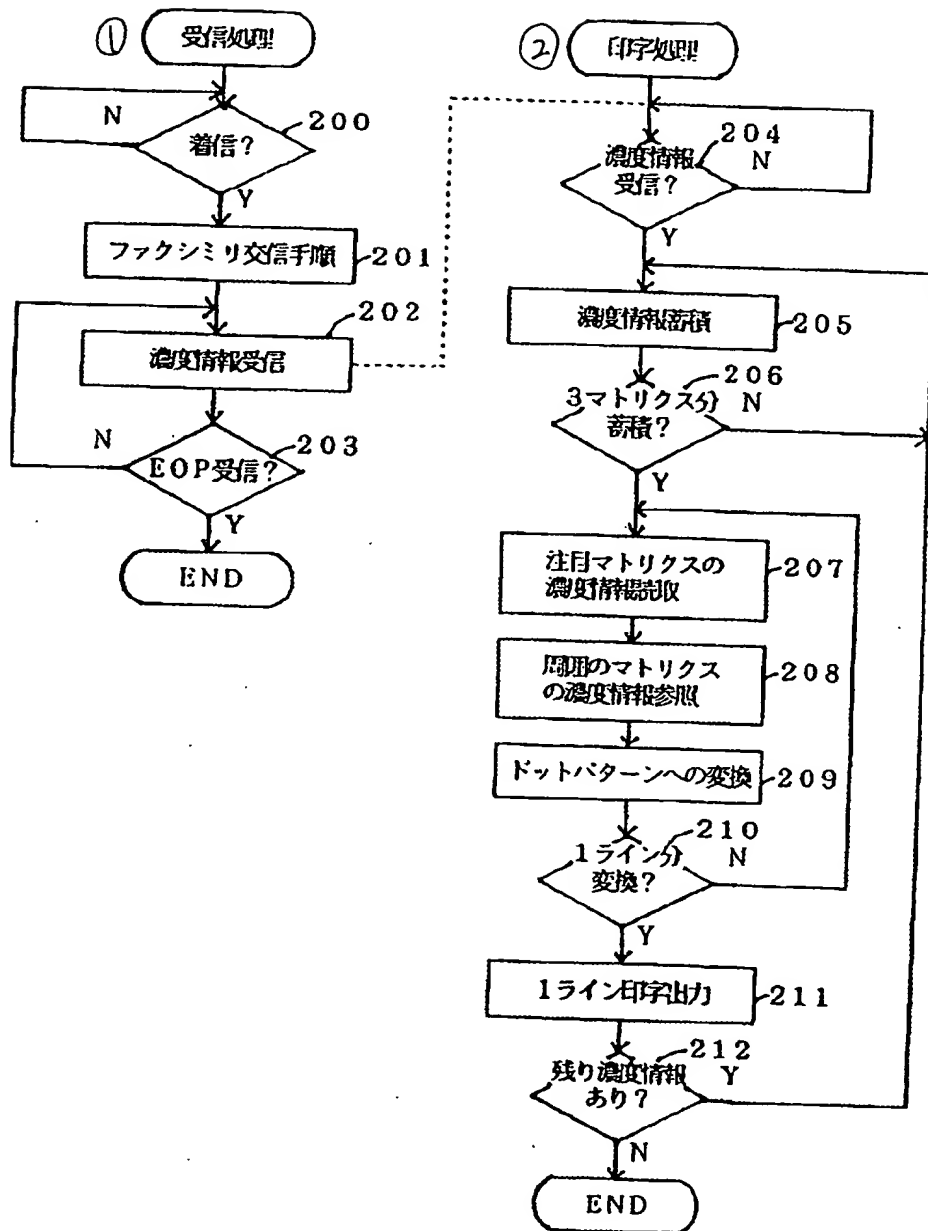 ① 受信処理
N
着信?
200
Y
ファクシミリ交信手順
201
202
濃度情報受信
N
203
EOP受信?
Y
END
② 印字処理
204
濃度情報
受信?
N
Y
濃度情報蓄積
205
206
3マトリクス分
蓄積?
N
Y
注目マトリクスの
濃度情報読取
207
周囲のマトリクス
の濃度情報参照
208
ドットパターンへの変換
209
210
1ライン分
変換?
N
Y
1ライン印字出力
211
212
残り濃度情報
あり?
Y
N
END